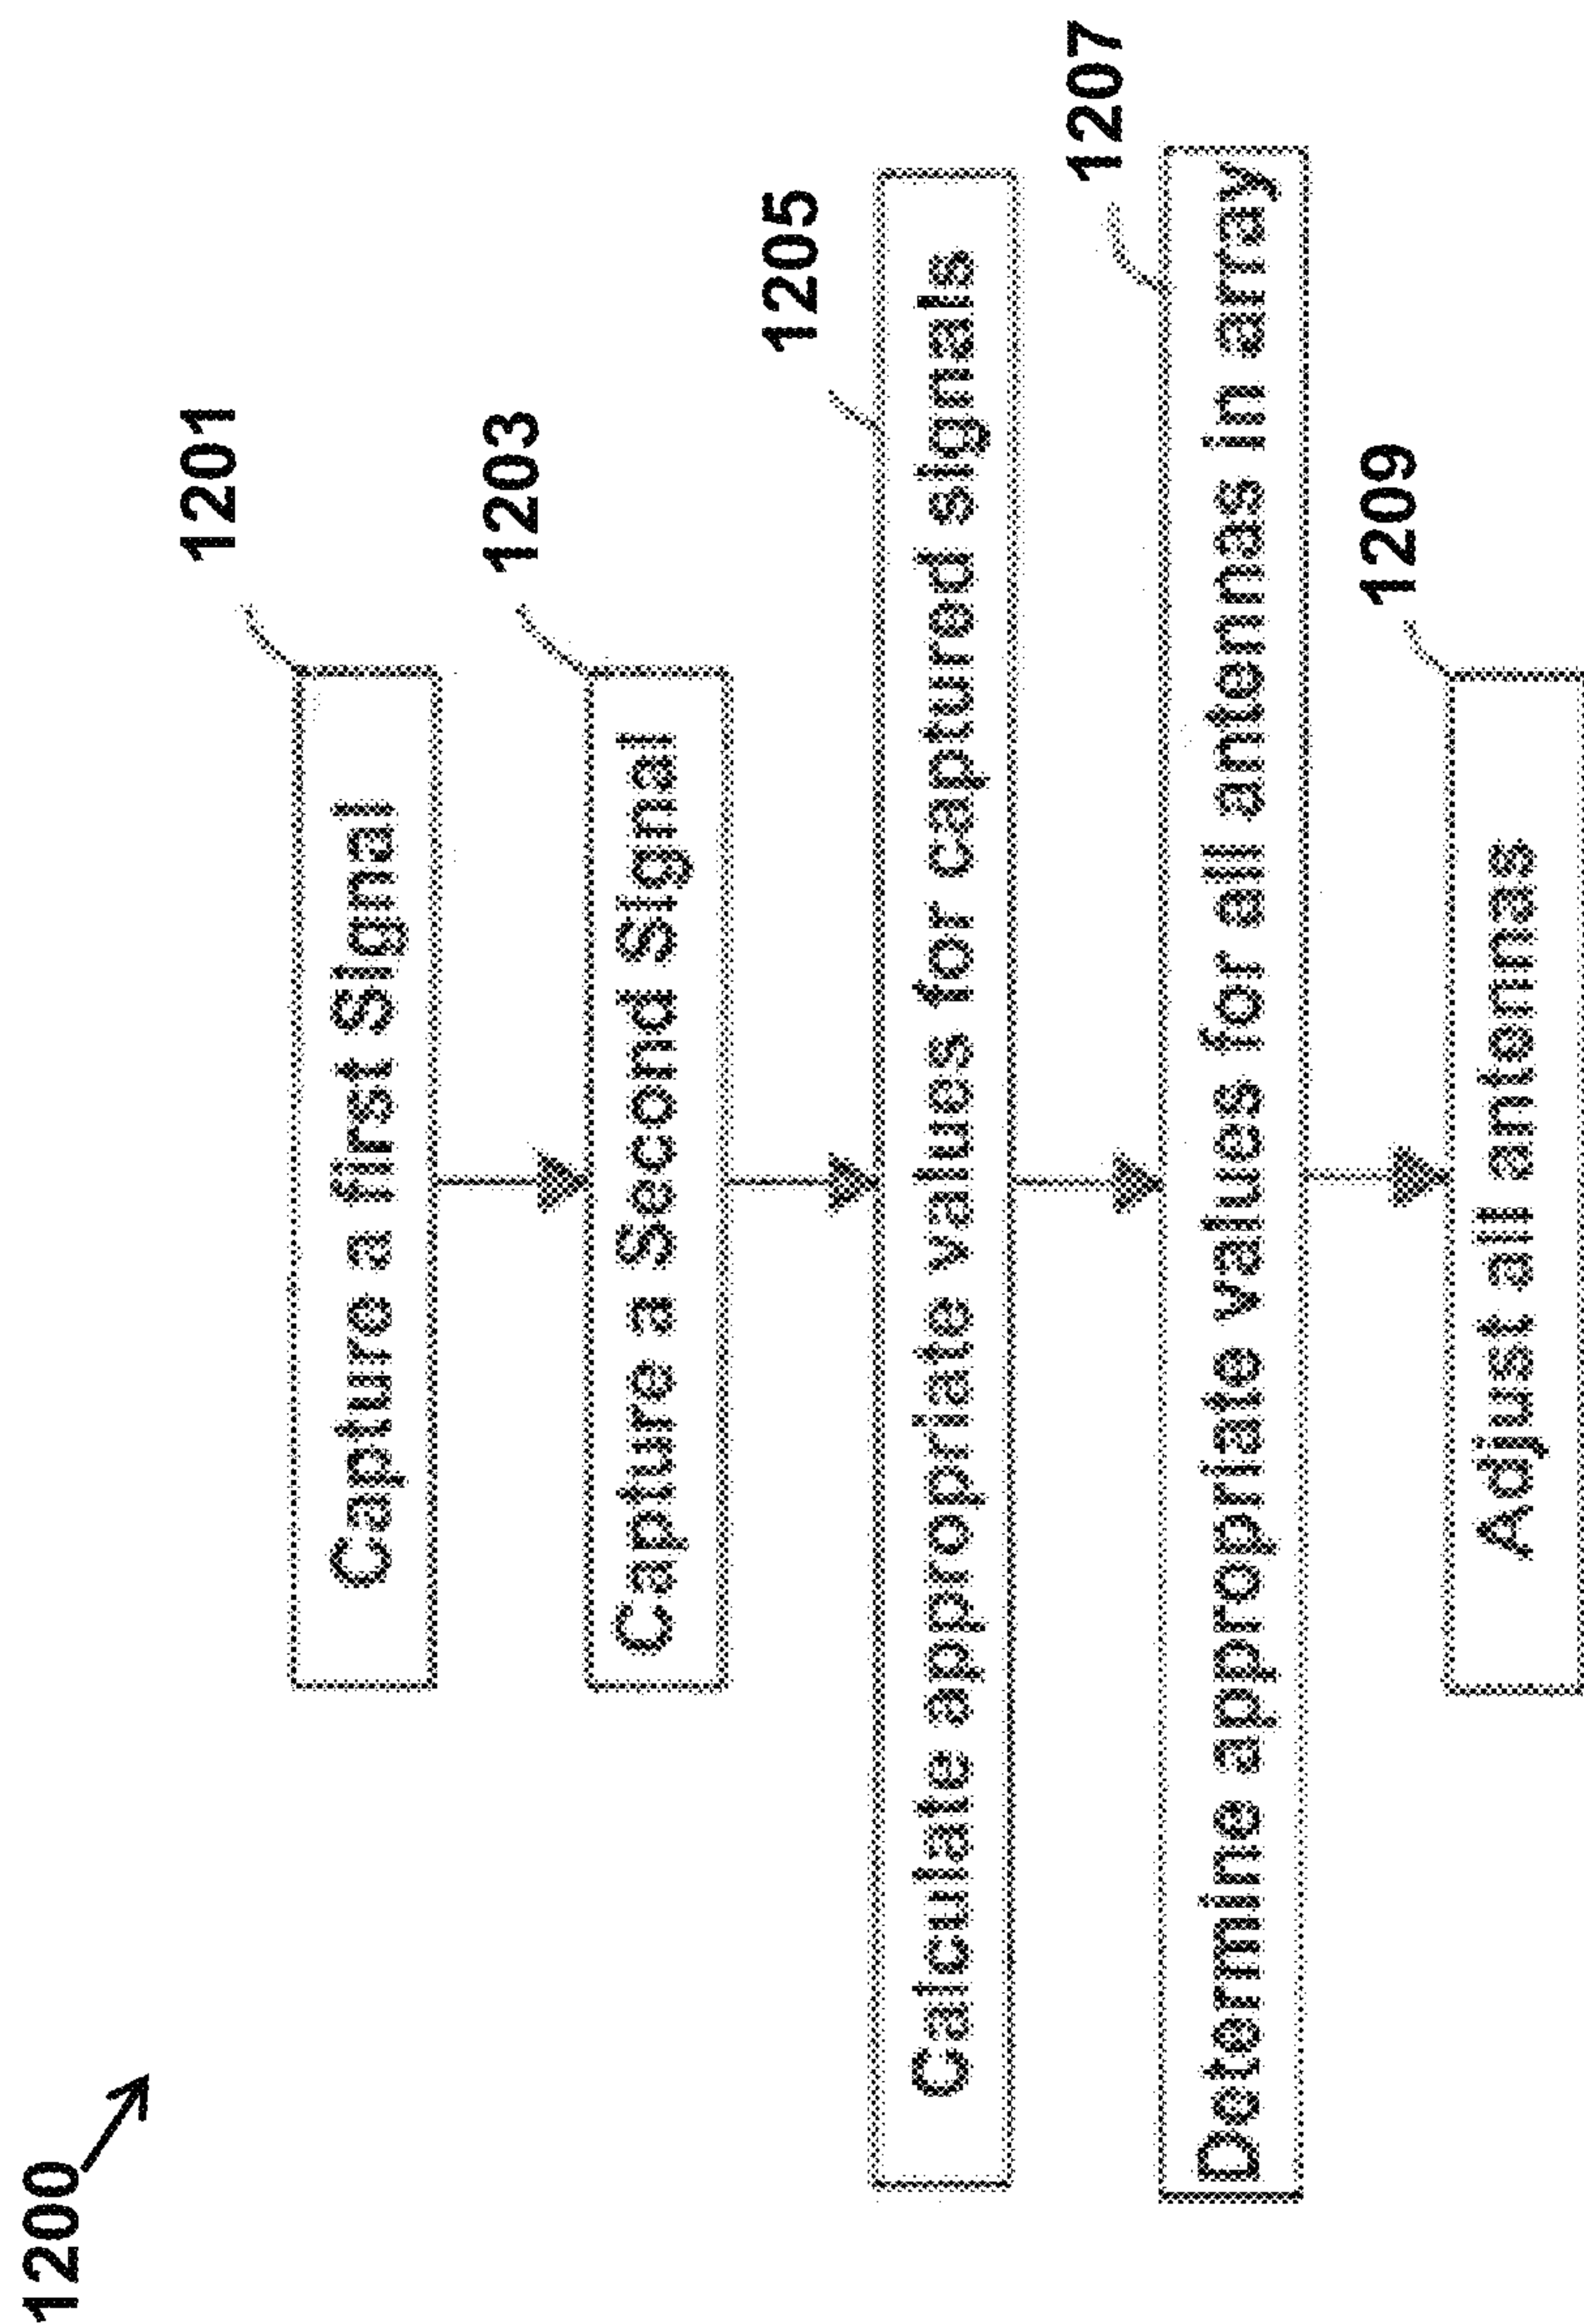 1200
1201
Capture a first Signal
1203
Capture a Second Signal
1205
Calculate appropriate values for captured signals
1207
Determine appropriate values for all antennas in array
1209
Adjust all antennas